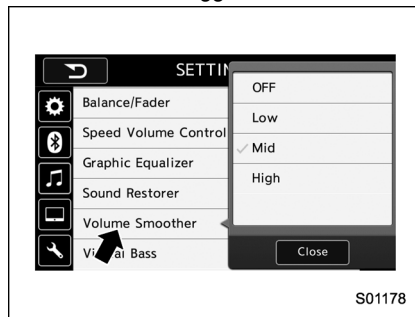 SETTIN
Balance/Fader
Speed Volume Control
Graphic Equalizer
Sound Restorer
Volume Smoother
Bass
OFF
Low
Mid
High
Close
S01178